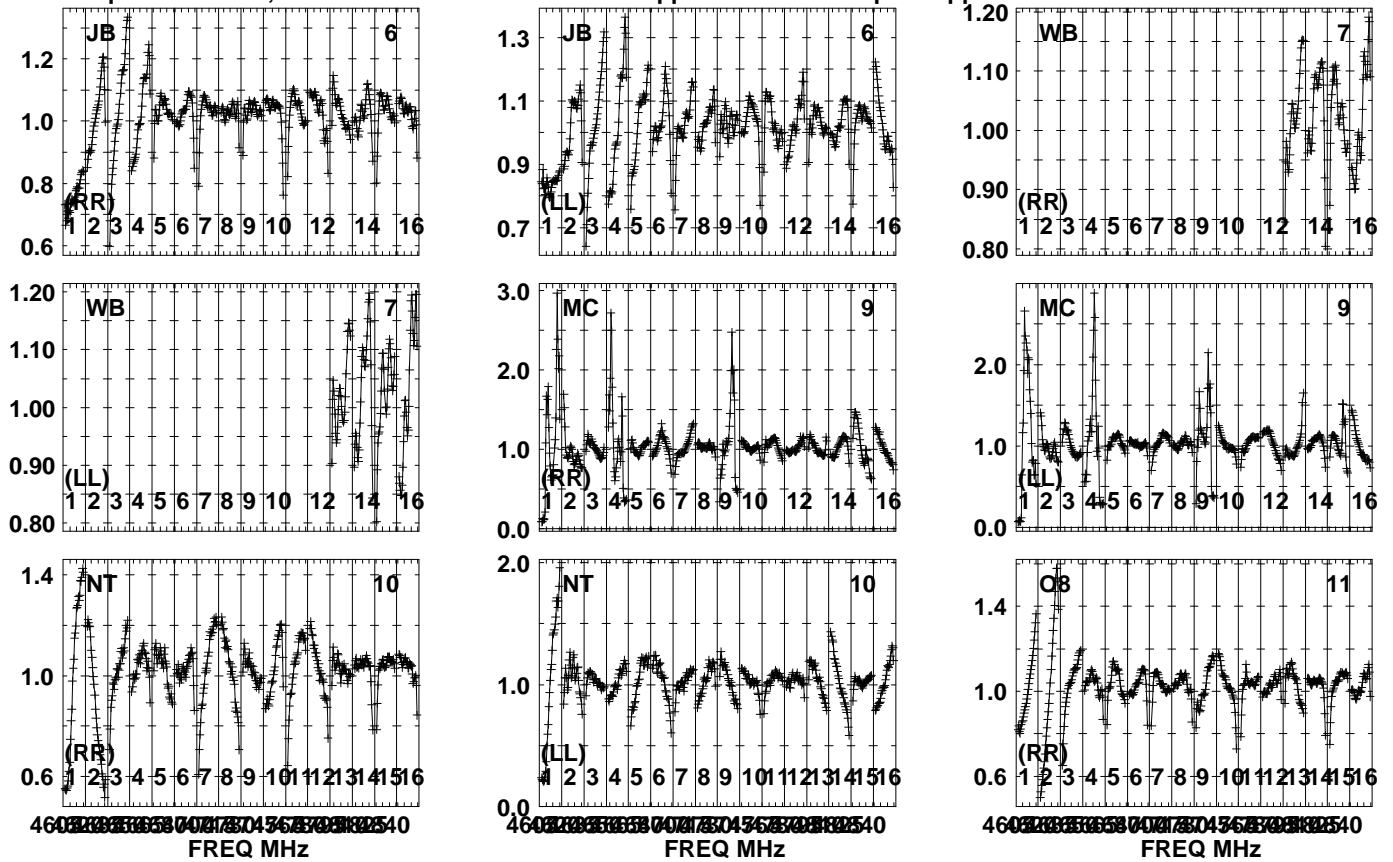 JB 6
1.2
1.0
0.8
0.6
(RR)
1 2 3 4 5 6 7 8 9 10 12 14 16
JB 6
1.3
1.1
0.9
0.7
(LL)
1 2 3 4 5 6 7 8 9 10 12 14 16
WB 7
1.20
1.10
1.00
0.90
0.80
(RR)
1 2 3 4 5 6 7 8 9 10 12 14 16
WB 7
1.20
1.10
1.00
0.90
0.80
(LL)
1 2 3 4 5 6 7 8 9 10 12 14 16
MC 9
3.0
2.0
1.0
0.0
(RR)
1 2 3 4 5 6 7 8 9 10 12 14 16
MC 9
2.0
1.0
0.0
(LL)
1 2 3 4 5 6 7 8 9 10 12 14 16
NT 10
1.4
1.0
0.6
(RR)
1 2 3 4 5 6 7 8 9 10 11 12 13 14 15 16
FREQ MHz
NT 10
2.0
1.0
0.0
(LL)
1 2 3 4 5 6 7 8 9 10 11 12 13 14 15 16
FREQ MHz
O8 11
1.4
1.0
0.6
(RR)
1 2 3 4 5 6 7 8 9 10 11 12 13 14 15 16
FREQ MHz